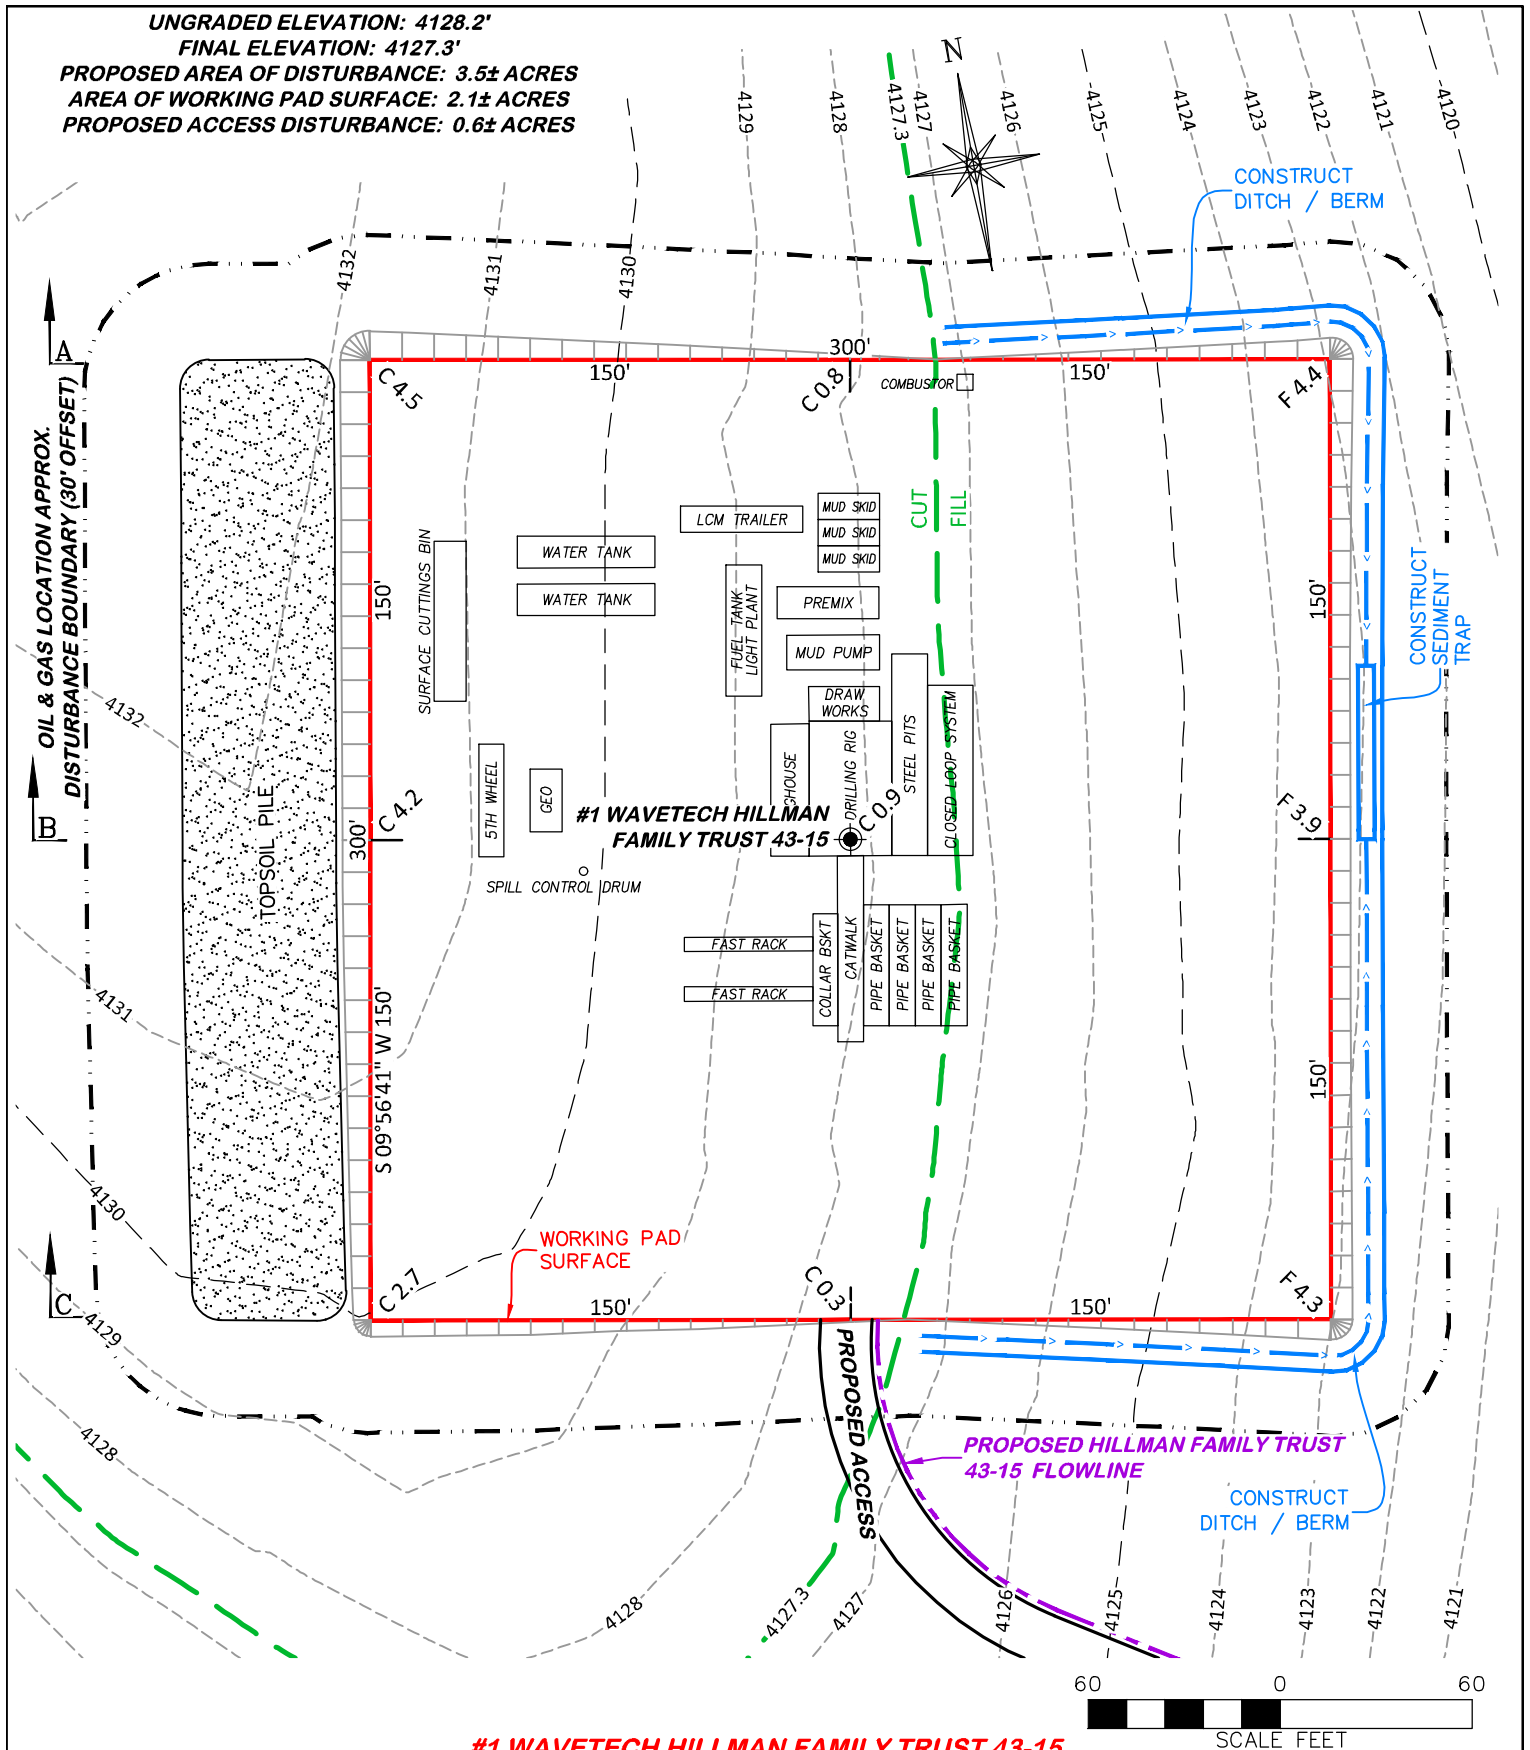 UNGRADED ELEVATION: 4128.2'
FINAL ELEVATION: 4127.3'
PROPOSED AREA OF DISTURBANCE: 3.5± ACRES
AREA OF WORKING PAD SURFACE: 2.1± ACRES
PROPOSED ACCESS DISTURBANCE: 0.6± ACRES
N
4129
4128
4127.3
4127
4126
4125
4124
4123
4122
4121
4120
CONSTRUCT
DITCH / BERM
4132
4131
4130
A
OIL & GAS LOCATION APPROX.
DISTURBANCE BOUNDARY (30' OFFSET)
300'
150'
150'
C 4.5
C 0.8
COMBUSTOR
F 4.4
CUT
FILL
LCM TRAILER
MUD SKID
MUD SKID
MUD SKID
WATER TANK
WATER TANK
SURFACE CUTTINGS BIN
150'
FUEL TANK
LIGHT PLANT
PREMIX
MUD PUMP
DRAW
WORKS
150'
CONSTRUCT
SEDIMENT
TRAP
4132
TOPSOIL PILE
B
300'
C 4.2
5TH WHEEL
GEO
GHOUSE
DRILLING RIG
STEEL PITS
CLOSED LOOP SYSTEM
#1 WAVETECH HILLMAN
FAMILY TRUST 43-15
C 0.9
F 3.9
SPILL CONTROL DRUM
FAST RACK
FAST RACK
COLLAR BSKT
CATWALK
PIPE BASKET
PIPE BASKET
PIPE BASKET
PIPE BASKET
4131
S 09°56'41" W 150'
150'
4130
WORKING PAD
SURFACE
C
C 2.7
150'
C 0.3
150'
F 4.3
4129
PROPOSED ACCESS
4128
PROPOSED HILLMAN FAMILY TRUST
43-15 FLOWLINE
CONSTRUCT
DITCH / BERM
4128
4127.3
4127
4126
4125
4124
4123
4122
4121
60 0 60
SCALE FEET
#1 WAVETECH HILLMAN FAMILY TRUST 43-15